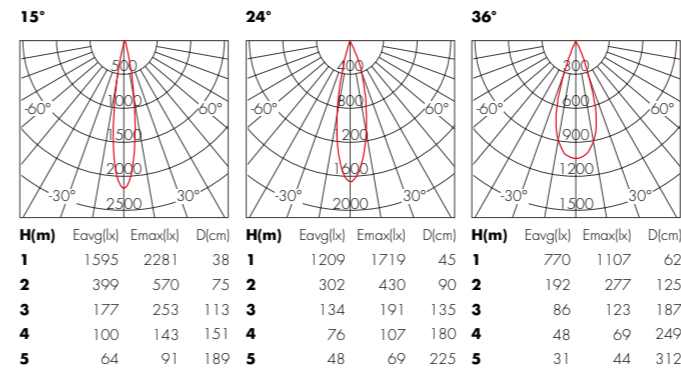 15° 24° 36°
500 400 300
1000 800 600
-60° 60° -60° 60° -60° 60°
1500 1200 900
2000 1600 1200
-30° 30° -30° 30° -30° 30°
2500 2000 1500
H(m) Eavg(lx) Emax(lx) D(cm) H(m) Eavg(lx) Emax(lx) D(cm) H(m) Eavg(lx) Emax(lx) D(cm)
1 1595 2281 38 1 1209 1719 45 1 770 1107 62
2 399 570 75 2 302 430 90 2 192 277 125
3 177 253 113 3 134 191 135 3 86 123 187
4 100 143 151 4 76 107 180 4 48 69 249
5 64 91 189 5 48 69 225 5 31 44 312